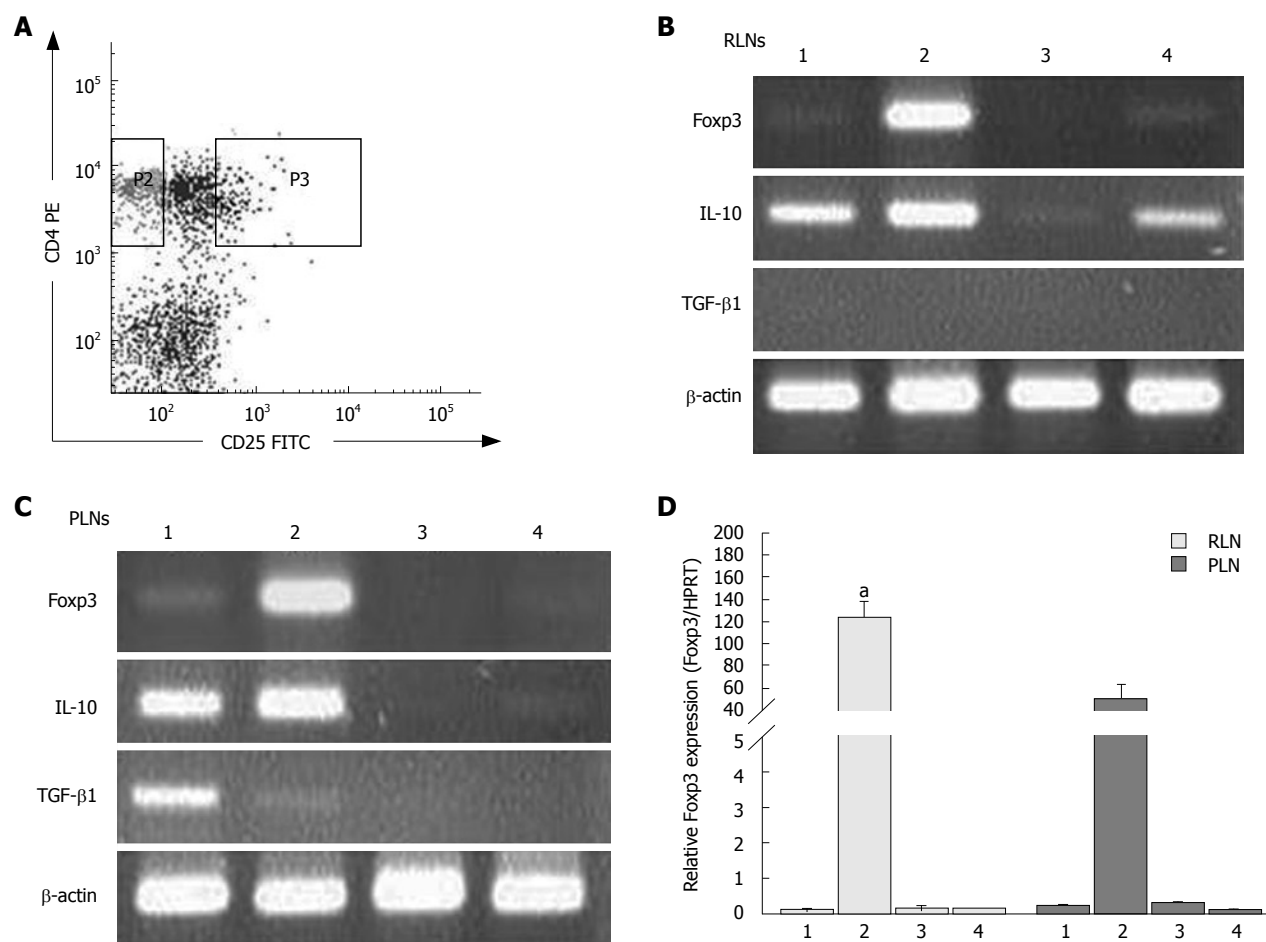 A
CD4 PE
10^5
10^4
10^3
10^2
P2
P3
10^2 10^3 10^4 10^5
CD25 FITC
B
RLNs
1 2 3 4
Foxp3
IL-10
TGF-β1
β-actin
C
PLNs
1 2 3 4
Foxp3
IL-10
TGF-β1
β-actin
D
Relative Foxp3 expression (Foxp3/HPRT)
200
180
160
140
120
100
80
60
40
5
4
3
2
1
0
a
RLN
PLN
1 2 3 4 1 2 3 4